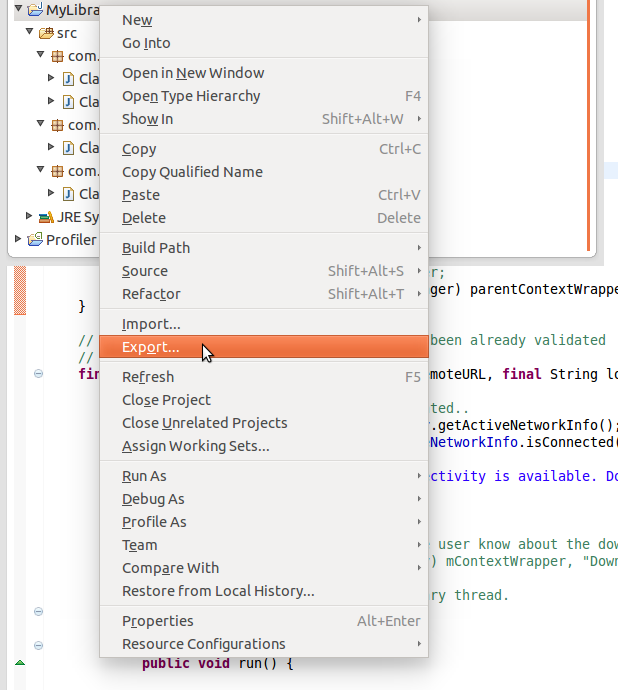 MyLibra
src
com.
Cla
Cla
com.
Cla
com.
Cla
JRE Sy
Profiler
New
Go Into
Open in New Window
Open Type Hierarchy F4
Show In Shift+Alt+W
Copy Ctrl+C
Copy Qualified Name
Paste Ctrl+V
Delete Delete
Build Path
Source Shift+Alt+S
Refactor Shift+Alt+T
Import...
Export...
Refresh F5
Close Project
Close Unrelated Projects
Assign Working Sets...
Run As
Debug As
Profile As
Team
Compare With
Restore from Local History...
Properties Alt+Enter
Resource Configurations
er;
ger) parentContextWrappe
}
// been already validated
//
fin emoteURL, final String lo
ted..
.getActiveNetworkInfo();
eNetworkInfo.isConnected(
ectivity is available. Do
user know about the dow
) mContextWrapper, "Down
ry thread.
public void run() {